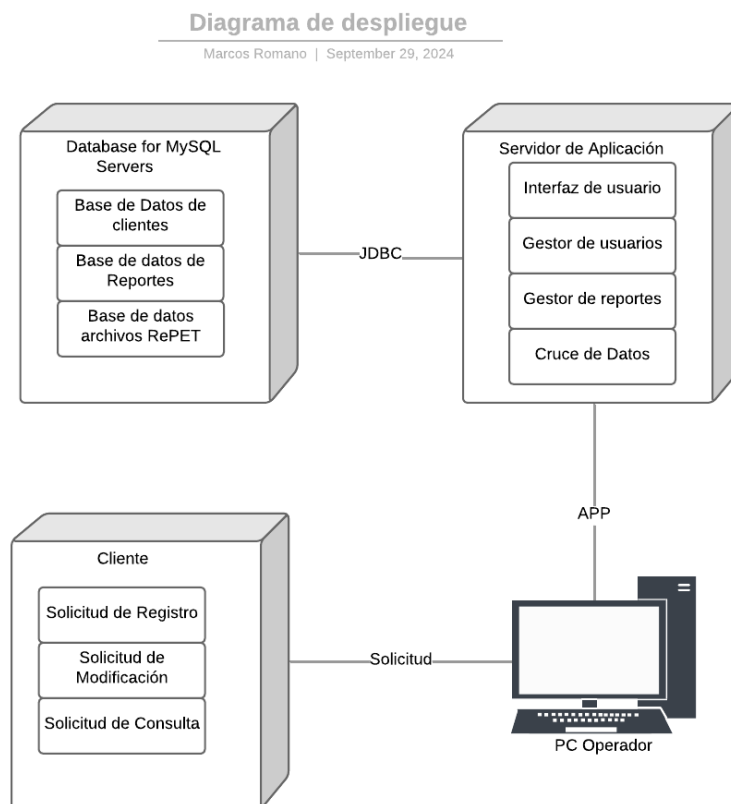 Diagrama de despliegue
Marcos Romano | September 29, 2024
Database for MySQL
Servers
Base de Datos de
clientes
Base de datos de
Reportes
Base de datos
archivos RePET
JDBC
Servidor de Aplicación
Interfaz de usuario
Gestor de usuarios
Gestor de reportes
Cruce de Datos
APP
Cliente
Solicitud de Registro
Solicitud de
Modificación
Solicitud de Consulta
Solicitud
PC Operador